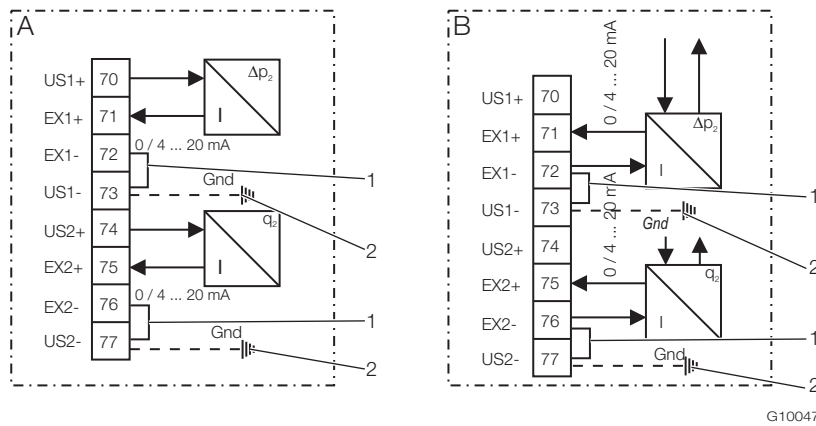 A
US1+ 70 Δp₂
EX1+ 71 I
EX1- 72 0 / 4 ... 20 mA
1
US1- 73 Gnd
2
US2+ 74 q₂
EX2+ 75 I
EX2- 76 0 / 4 ... 20 mA
1
US2- 77 Gnd
2
B
0 / 4 ... 20 mA
US1+ 70
EX1+ 71 Δp₂
EX1- 72 I
1
US1- 73 Gnd
2
0 / 4 ... 20 mA
US2+ 74
EX2+ 75 q₂
EX2- 76 I
1
US2- 77 Gnd
2
G10047